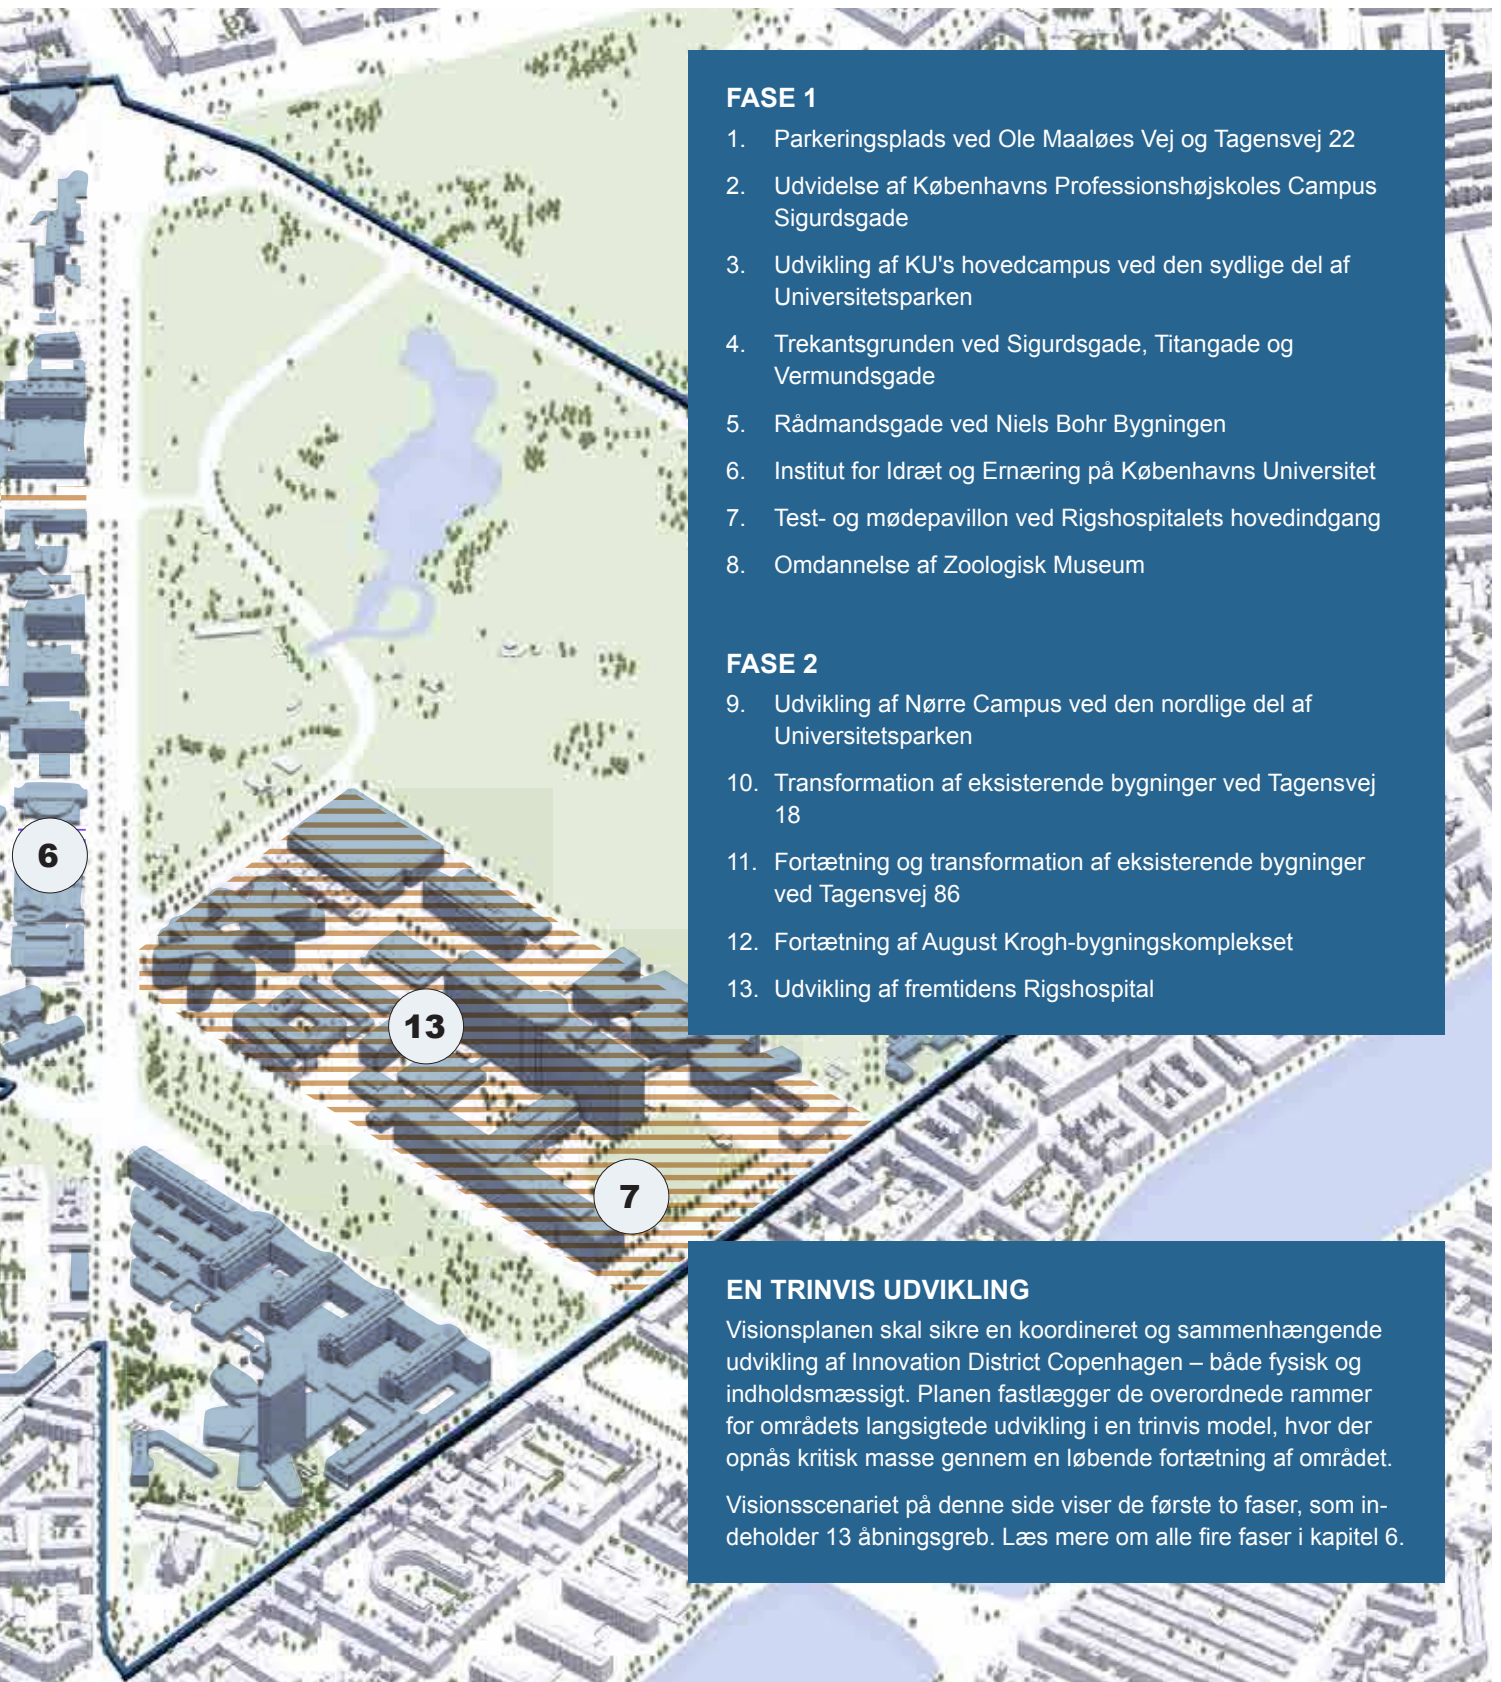 FASE 1
1. Parkeringsplads ved Ole Maaløes Vej og Tagensvej 22
2. Udvidelse af Københavns Professionshøjskoles Campus
Sigurdsgade
3. Udvikling af KU's hovedcampus ved den sydlige del af
Universitetsparken
4. Trekantsgrunden ved Sigurdsgade, Titangade og
Vermundsgade
5. Rådmandsgade ved Niels Bohr Bygningen
6. Institut for Idræt og Ernæring på Københavns Universitet
7. Test- og mødepavillon ved Rigshospitalets hovedindgang
8. Omdannelse af Zoologisk Museum
FASE 2
9. Udvikling af Nørre Campus ved den nordlige del af
Universitetsparken
10. Transformation af eksisterende bygninger ved Tagensvej
18
11. Fortætning og transformation af eksisterende bygninger
ved Tagensvej 86
12. Fortætning af August Krogh-bygningskomplekset
13. Udvikling af fremtidens Rigshospital
6
13
7
EN TRINVIS UDVIKLING
Visionsplanen skal sikre en koordineret og sammenhængende
udvikling af Innovation District Copenhagen – både fysisk og
indholdsmæssigt. Planen fastlægger de overordnede rammer
for områdets langsigtede udvikling i en trinvis model, hvor der
opnås kritisk masse gennem en løbende fortætning af området.
Visionsscenariet på denne side viser de første to faser, som in-
deholder 13 åbningsgreb. Læs mere om alle fire faser i kapitel 6.